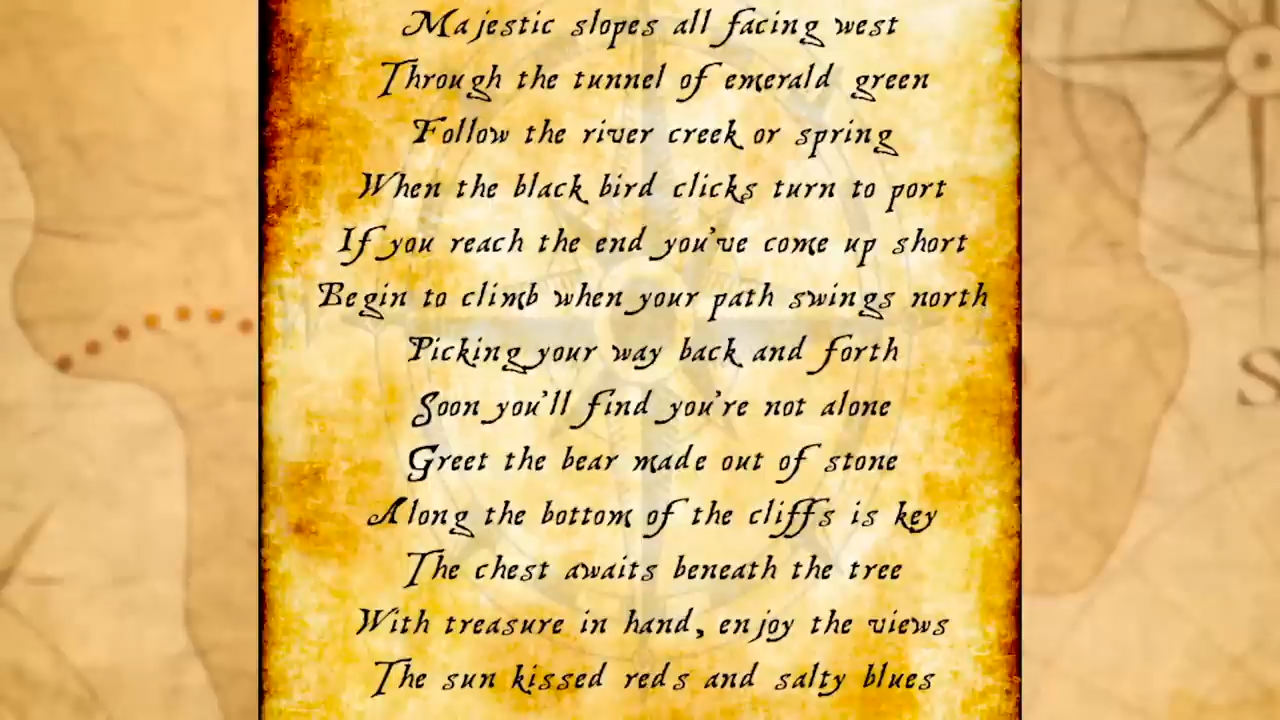 Majestic slopes all facing west
Through the tunnel of emerald green
Follow the river creek or spring
When the black bird clicks turn to port
If you reach the end you've come up short
Begin to climb when your path swings north
Picking your way back and forth
Soon you'll find you're not alone
Greet the bear made out of stone
Along the bottom of the cliffs is key
The chest awaits beneath the tree
With treasure in hand, enjoy the views
The sun kissed reds and salty blues
S